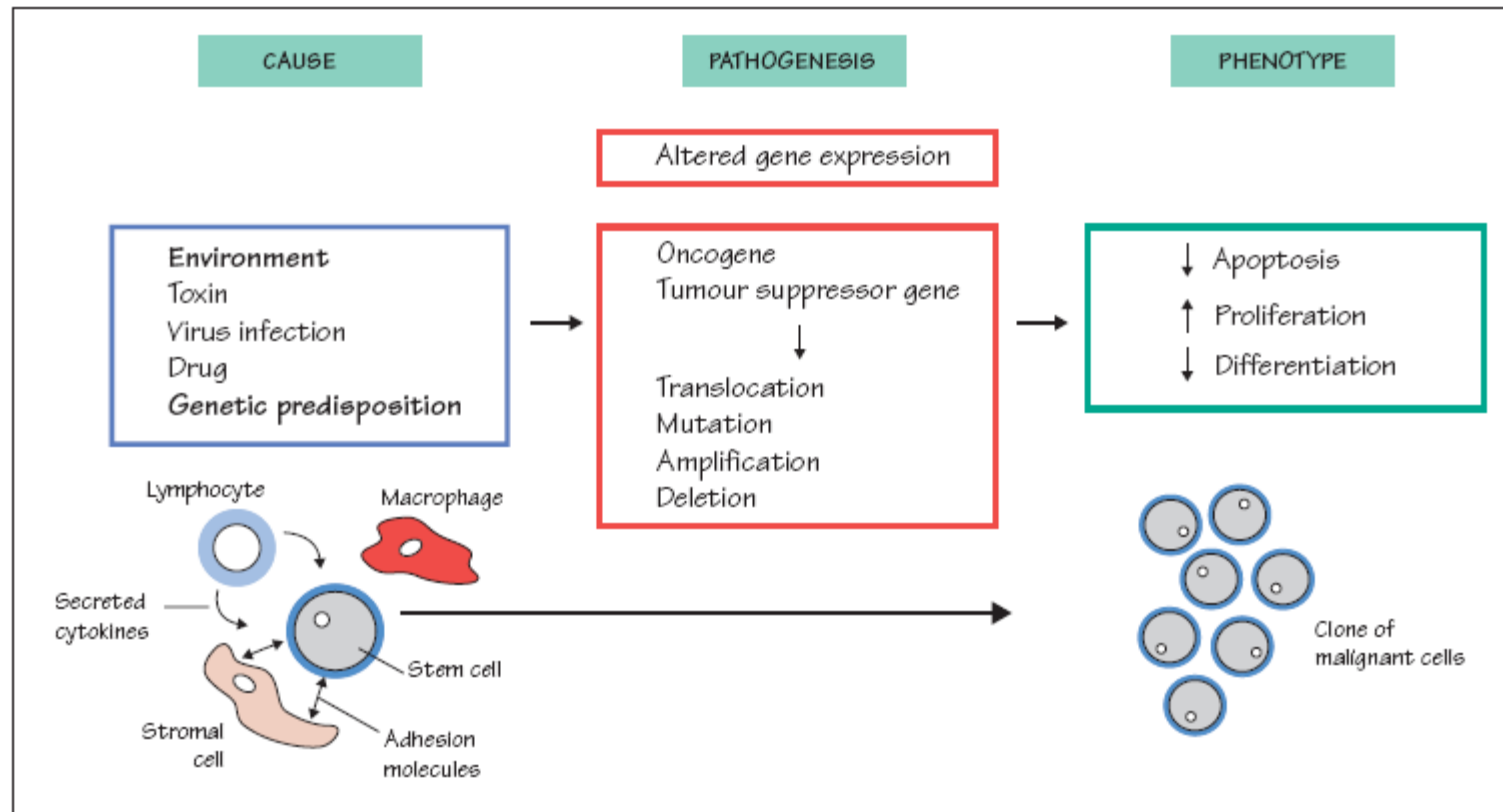 CAUSE
PATHOGENESIS
PHENOTYPE
Altered gene expression
Environment
Toxin
Virus infection
Drug
Genetic predisposition
Oncogene
Tumour suppressor gene
↓
Translocation
Mutation
Amplification
Deletion
↓ Apoptosis
↑ Proliferation
↓ Differentiation
Lymphocyte
Macrophage
Secreted
cytokines
Stem cell
Stromal
cell
Adhesion
molecules
Clone of
malignant cells